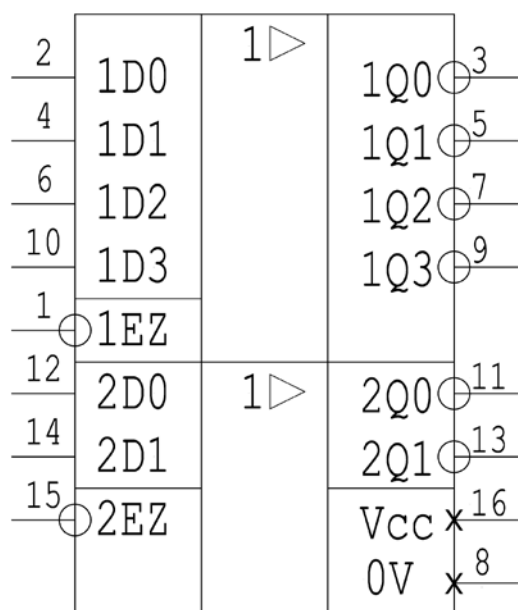 1
2 1D0 1Q0 3
4 1D1 1Q1 5
6 1D2 1Q2 7
10 1D3 1Q3 9
1 1EZ
12 2D0 1 2Q0 11
14 2D1 2Q1 13
15 2EZ Vcc x 16
0V x 8